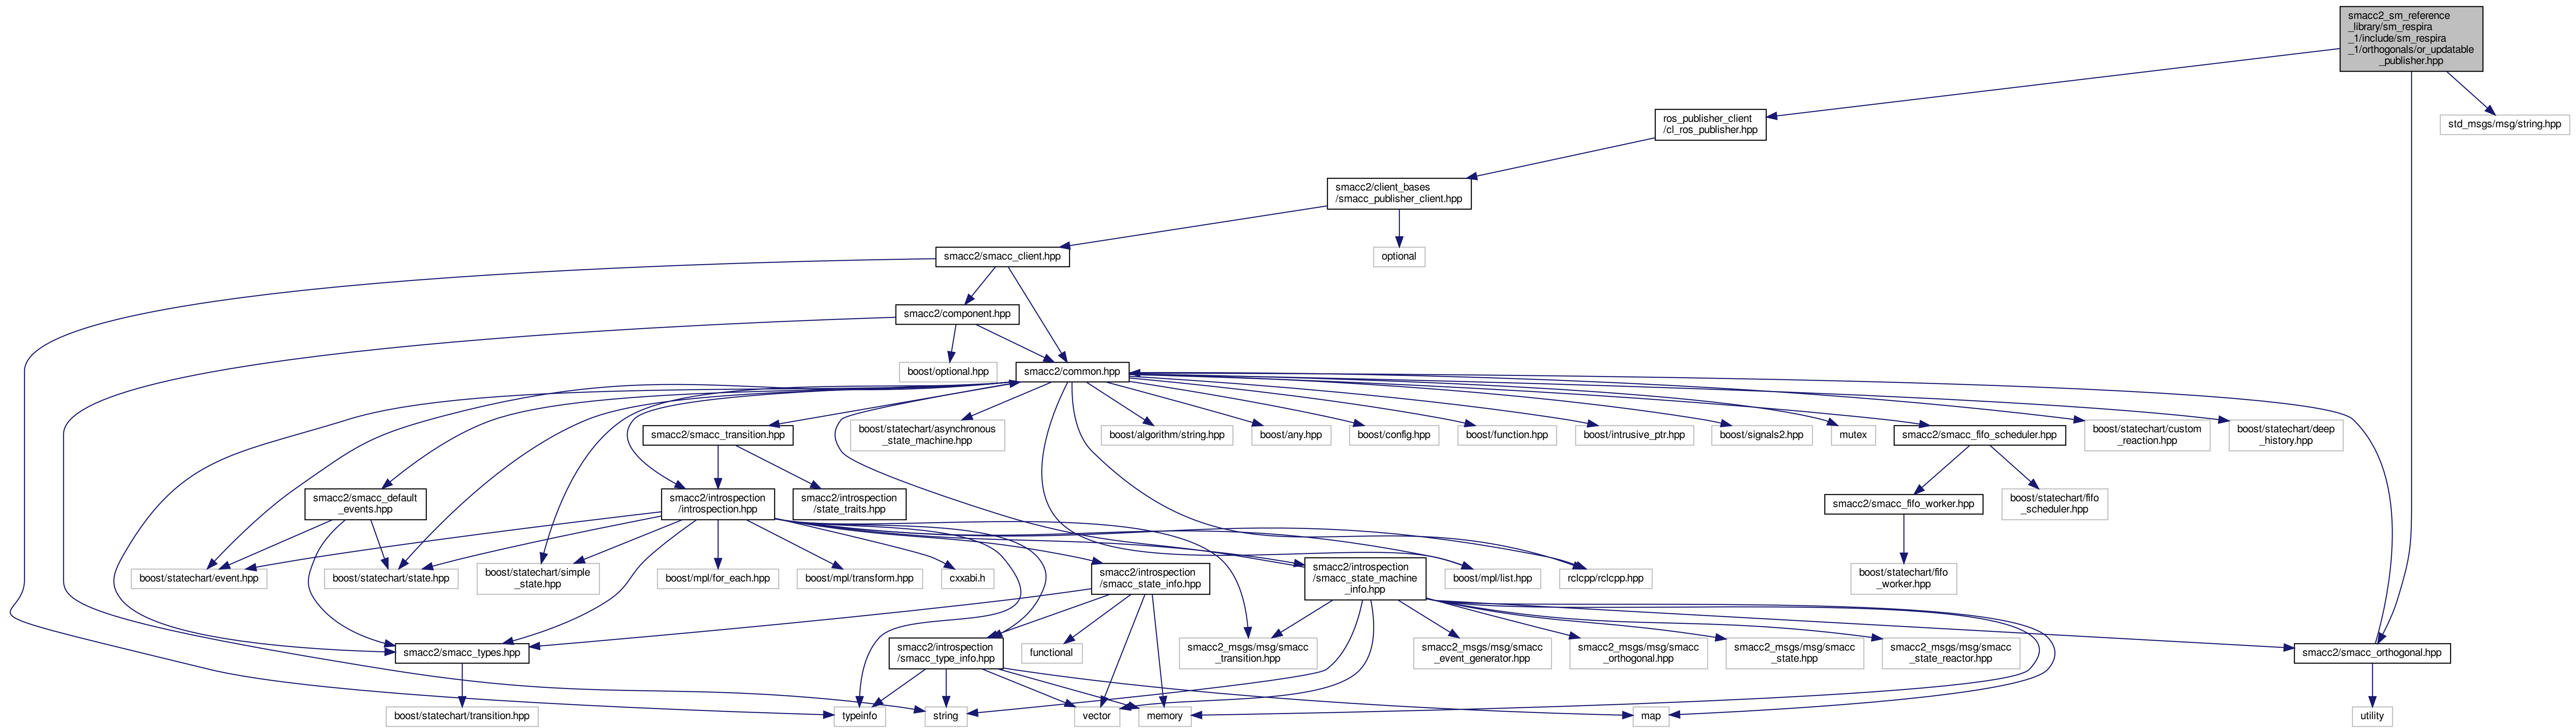 smacc2_sm_reference
_library/sm_respira
_1/include/sm_respira
_1/orthogonals/or_updatable
_publisher.hpp
ros_publisher_client
/cl_ros_publisher.hpp
std_msgs/msg/string.hpp
smacc2/client_bases
/smacc_publisher_client.hpp
smacc2/smacc_client.hpp
optional
smacc2/component.hpp
boost/optional.hpp
smacc2/common.hpp
smacc2/smacc_transition.hpp
boost/statechart/asynchronous
_state_machine.hpp
boost/algorithm/string.hpp
boost/any.hpp
boost/config.hpp
boost/function.hpp
boost/intrusive_ptr.hpp
boost/signals2.hpp
mutex
smacc2/smacc_fifo_scheduler.hpp
boost/statechart/custom
_reaction.hpp
boost/statechart/deep
_history.hpp
smacc2/smacc_default
_events.hpp
smacc2/introspection
/introspection.hpp
smacc2/introspection
/state_traits.hpp
smacc2/smacc_fifo_worker.hpp
boost/statechart/fifo
_scheduler.hpp
boost/statechart/event.hpp
boost/statechart/state.hpp
boost/statechart/simple
_state.hpp
boost/mpl/for_each.hpp
boost/mpl/transform.hpp
cxxabi.h
smacc2/introspection
/smacc_state_info.hpp
smacc2/introspection
/smacc_state_machine
_info.hpp
boost/mpl/list.hpp
rclcpp/rclcpp.hpp
boost/statechart/fifo
_worker.hpp
smacc2/smacc_types.hpp
smacc2/introspection
/smacc_type_info.hpp
functional
smacc2_msgs/msg/smacc
_transition.hpp
smacc2_msgs/msg/smacc
_event_generator.hpp
smacc2_msgs/msg/smacc
_orthogonal.hpp
smacc2_msgs/msg/smacc
_state.hpp
smacc2_msgs/msg/smacc
_state_reactor.hpp
smacc2/smacc_orthogonal.hpp
boost/statechart/transition.hpp
typeinfo
string
vector
memory
map
utility